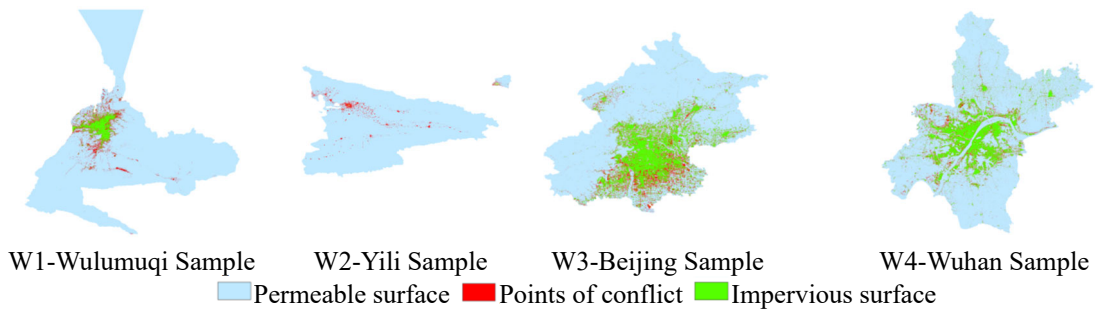 W1-Wulumuqi Sample W2-Yili Sample W3-Beijing Sample W4-Wuhan Sample
Permeable surface Points of conflict Impervious surface